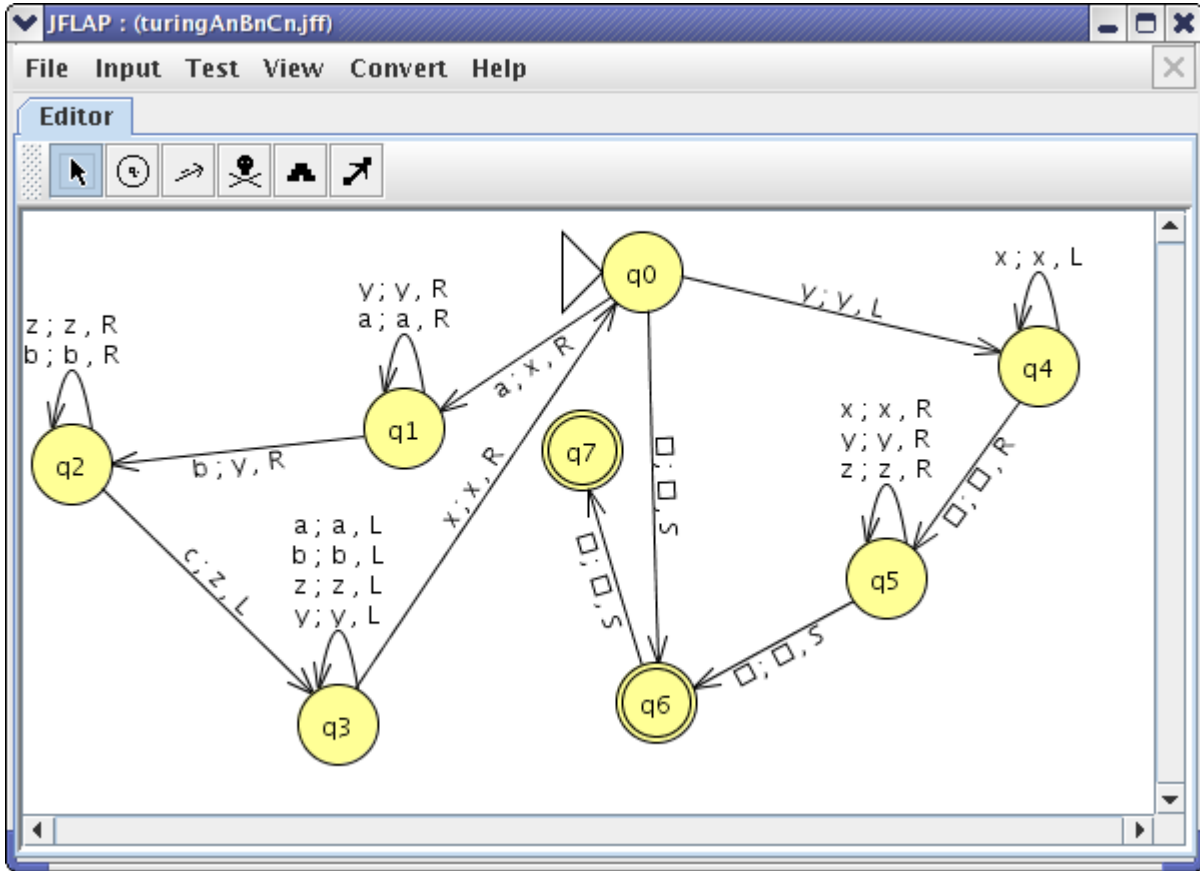 JFLAP : (turingAnBnCn.jff)
File Input Test View Convert Help
Editor
q
q0
x ; x , L
y ; y , R
a ; a , R
y ; y , L
z ; z , R
b ; b , R
q4
a ; x , R
x ; x , R
y ; y , R
z ; z , R
q1
q7
q2
b ; y , R
□ ; □ , S
x ; x , R
□ ; □ , R
a ; a , L
b ; b , L
z ; z , L
y ; y , L
c ; z , L
□ ; □ , S
q5
□ ; □ , S
q6
q3